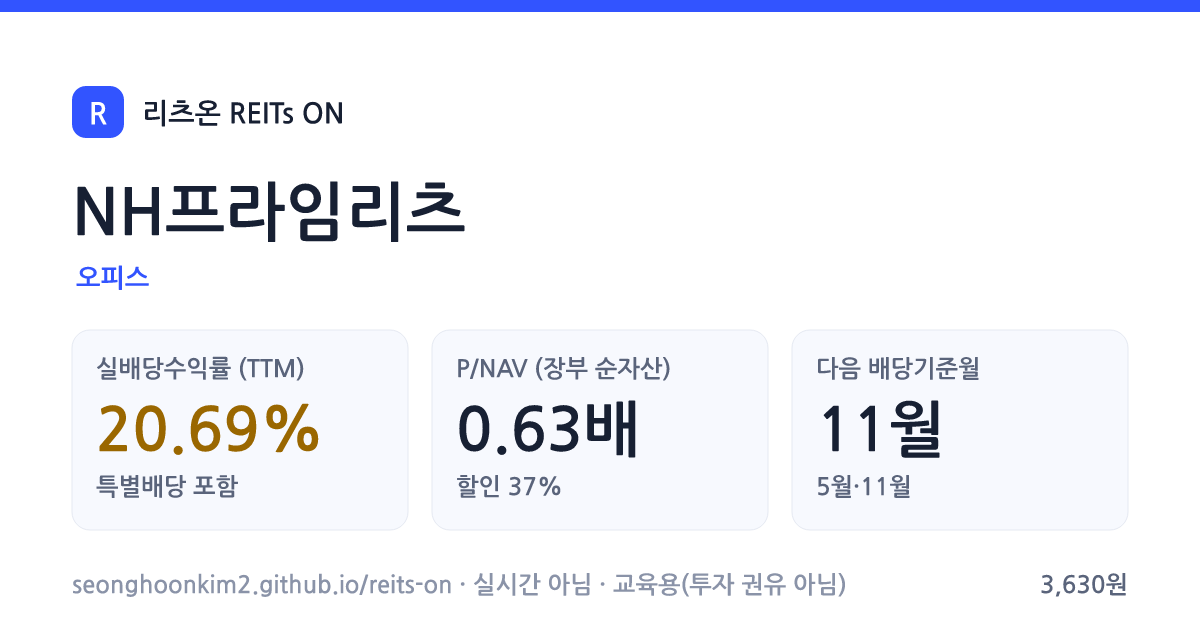 R 리츠온 REITs ON
NH프라임리츠
오피스
실배당수익률 (TTM)
20.69%
특별배당 포함
P/NAV (장부 순자산)
0.63배
할인 37%
다음 배당기준월
11월
5월·11월
seonghoonkim2.github.io/reits-on · 실시간 아님 · 교육용(투자 권유 아님)
3,630원